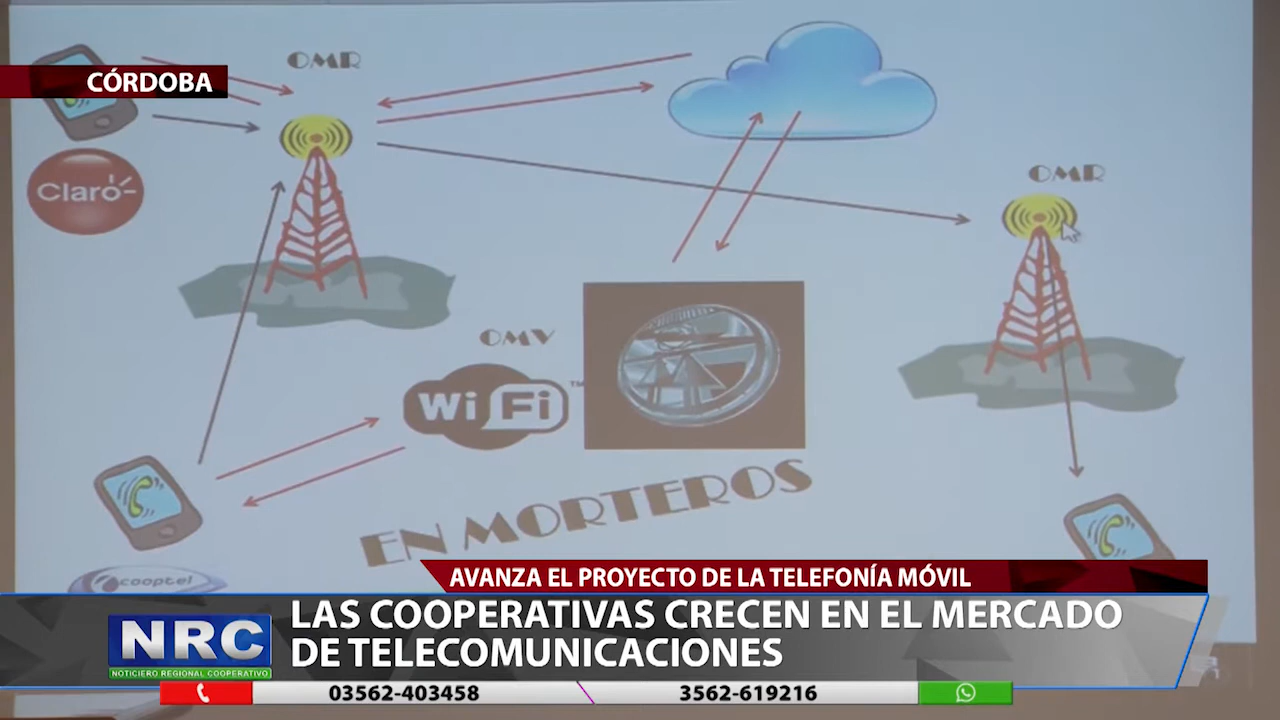 CÓRDOBA
OMR
Claro
OMR
OMV
WiFi
TM
EN MORTEROS
cooptel
AVANZA EL PROYECTO DE LA TELEFONÍA MÓVIL
NRC
NOTICIERO REGIONAL COOPERATIVO
LAS COOPERATIVAS CRECEN EN EL MERCADO
DE TELECOMUNICACIONES
03562-403458
3562-619216